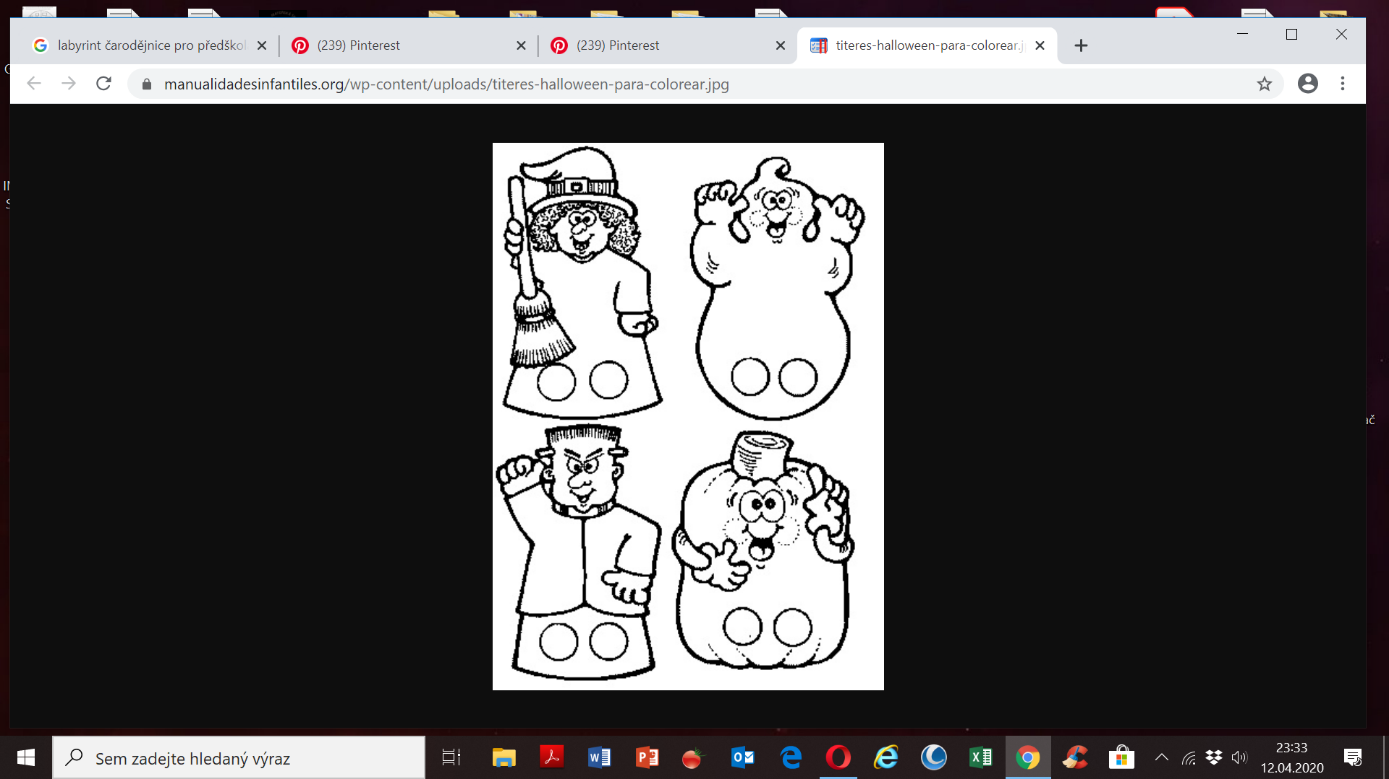 labyrint čarodějnice pro předškol
(239) Pinterest
(239) Pinterest
titeres-halloween-para-colorear.j
manualidadesinfantiles.org/wp-content/uploads/titeres-halloween-para-colorear.jpg
Sem zadejte hledaný výraz
23:33
12.04.2020